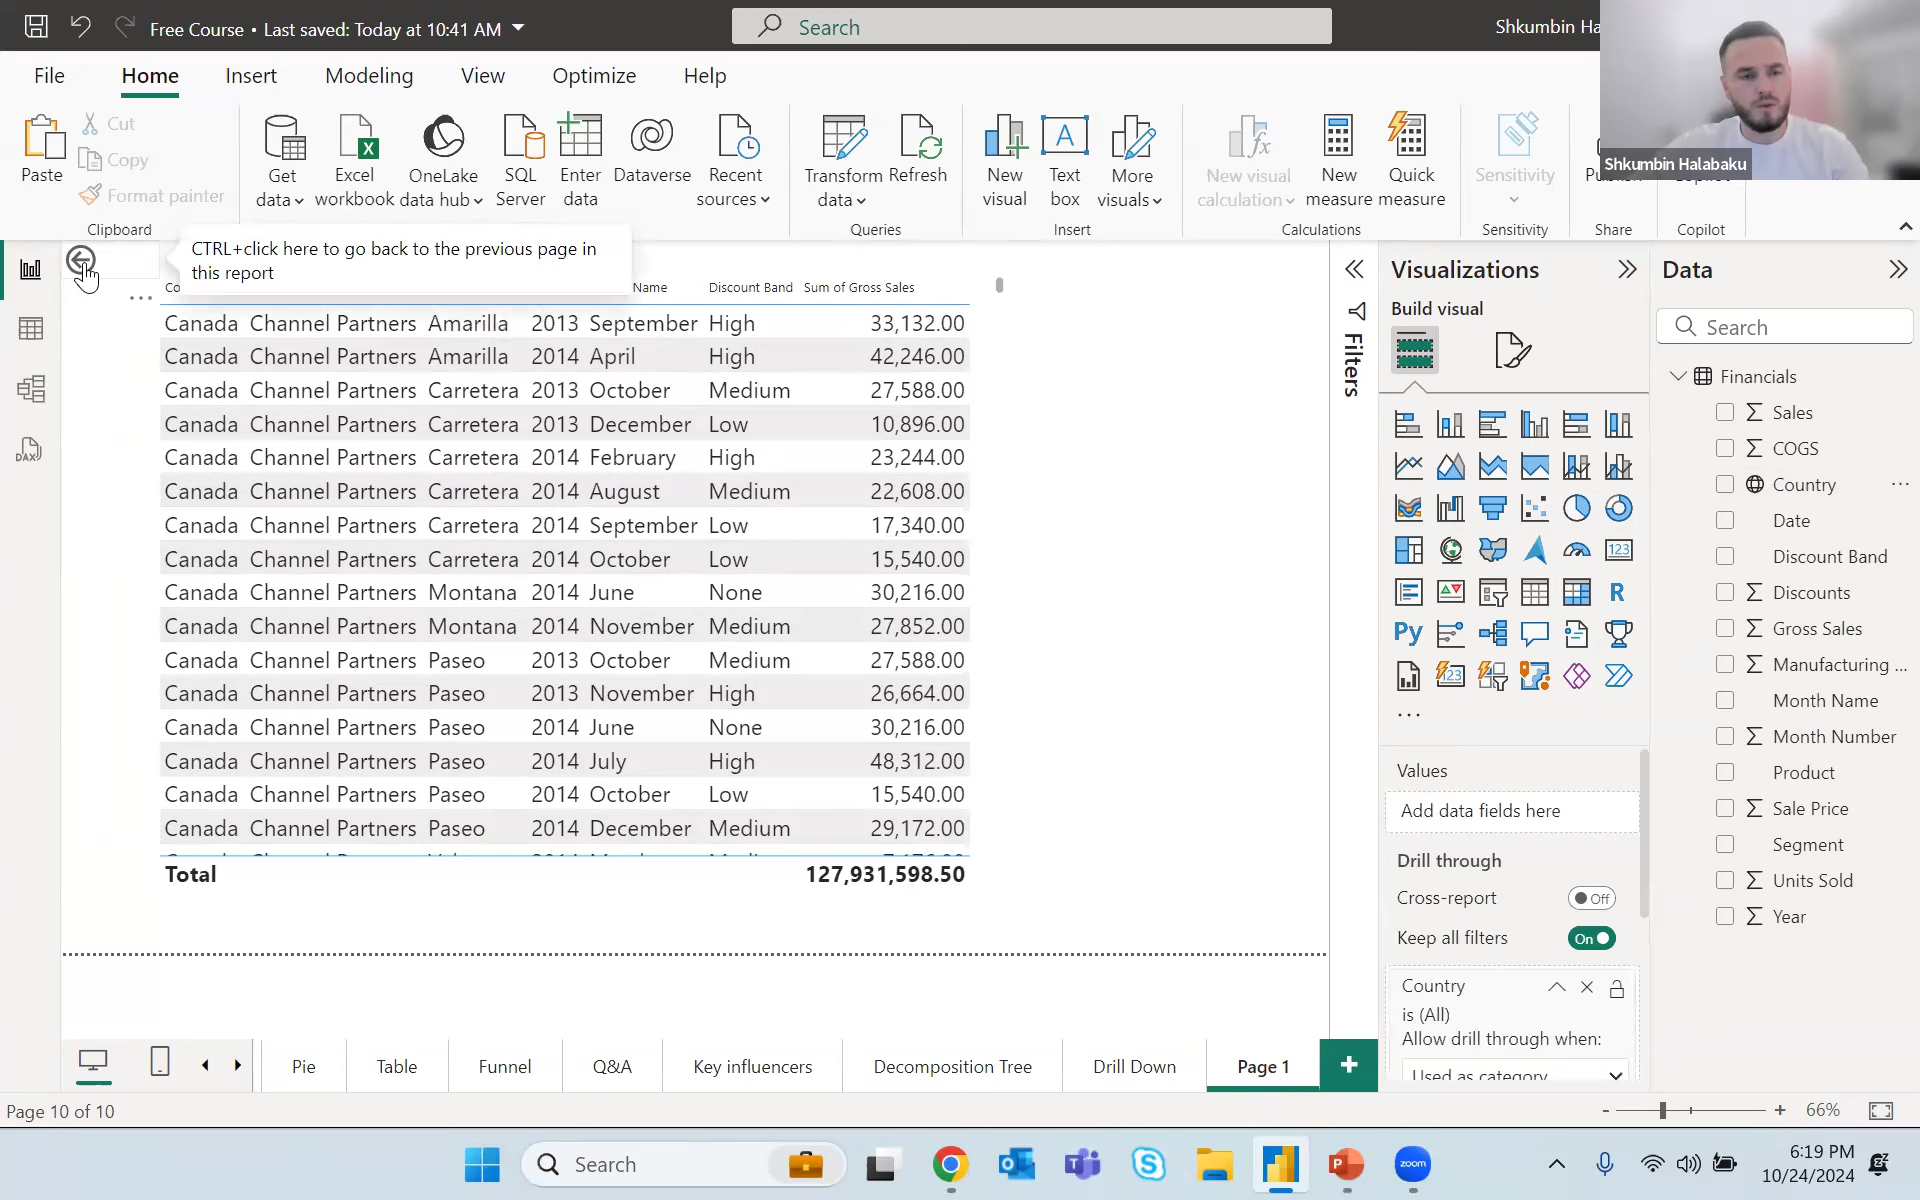 Free Course • Last saved: Today at 10:41 AM
Search
Shkumbin Ha
Shkumbin Halabaku
File
Home
Insert
Modeling
View
Optimize
Help
Paste
Cut
Copy
Format painter
Clipboard
Get data
Excel workbook
OneLake data hub
SQL Server
Enter data
Dataverse
Recent sources
Transform data
Refresh
Queries
New visual
Text box
More visuals
Insert
New visual calculation
New measure
Quick measure
Calculations
Sensitivity
Sensitivity
Share
Copilot
CTRL+click here to go back to the previous page in
this report
Co
Name Discount Band Sum of Gross Sales
Canada Channel Partners Amarilla 2013 September High 33,132.00
Canada Channel Partners Amarilla 2014 April High 42,246.00
Canada Channel Partners Carretera 2013 October Medium 27,588.00
Canada Channel Partners Carretera 2013 December Low 10,896.00
Canada Channel Partners Carretera 2014 February High 23,244.00
Canada Channel Partners Carretera 2014 August Medium 22,608.00
Canada Channel Partners Carretera 2014 September Low 17,340.00
Canada Channel Partners Carretera 2014 October Low 15,540.00
Canada Channel Partners Montana 2014 June None 30,216.00
Canada Channel Partners Montana 2014 November Medium 27,852.00
Canada Channel Partners Paseo 2013 October Medium 27,588.00
Canada Channel Partners Paseo 2013 November High 26,664.00
Canada Channel Partners Paseo 2014 June None 30,216.00
Canada Channel Partners Paseo 2014 July High 48,312.00
Canada Channel Partners Paseo 2014 October Low 15,540.00
Canada Channel Partners Paseo 2014 December Medium 29,172.00
Total 127,931,598.50
Filters
Visualizations
Build visual
Values
Add data fields here
Drill through
Cross-report
Off
Keep all filters
On
Country
is (All)
Allow drill through when:
Used as category
Data
Search
Financials
Sales
COGS
Country
Date
Discount Band
Discounts
Gross Sales
Manufacturing ...
Month Name
Month Number
Product
Sale Price
Segment
Units Sold
Year
DAX
Pie
Table
Funnel
Q&A
Key influencers
Decomposition Tree
Drill Down
Page 1
Page 10 of 10
66%
Search
zoom
6:19 PM
10/24/2024